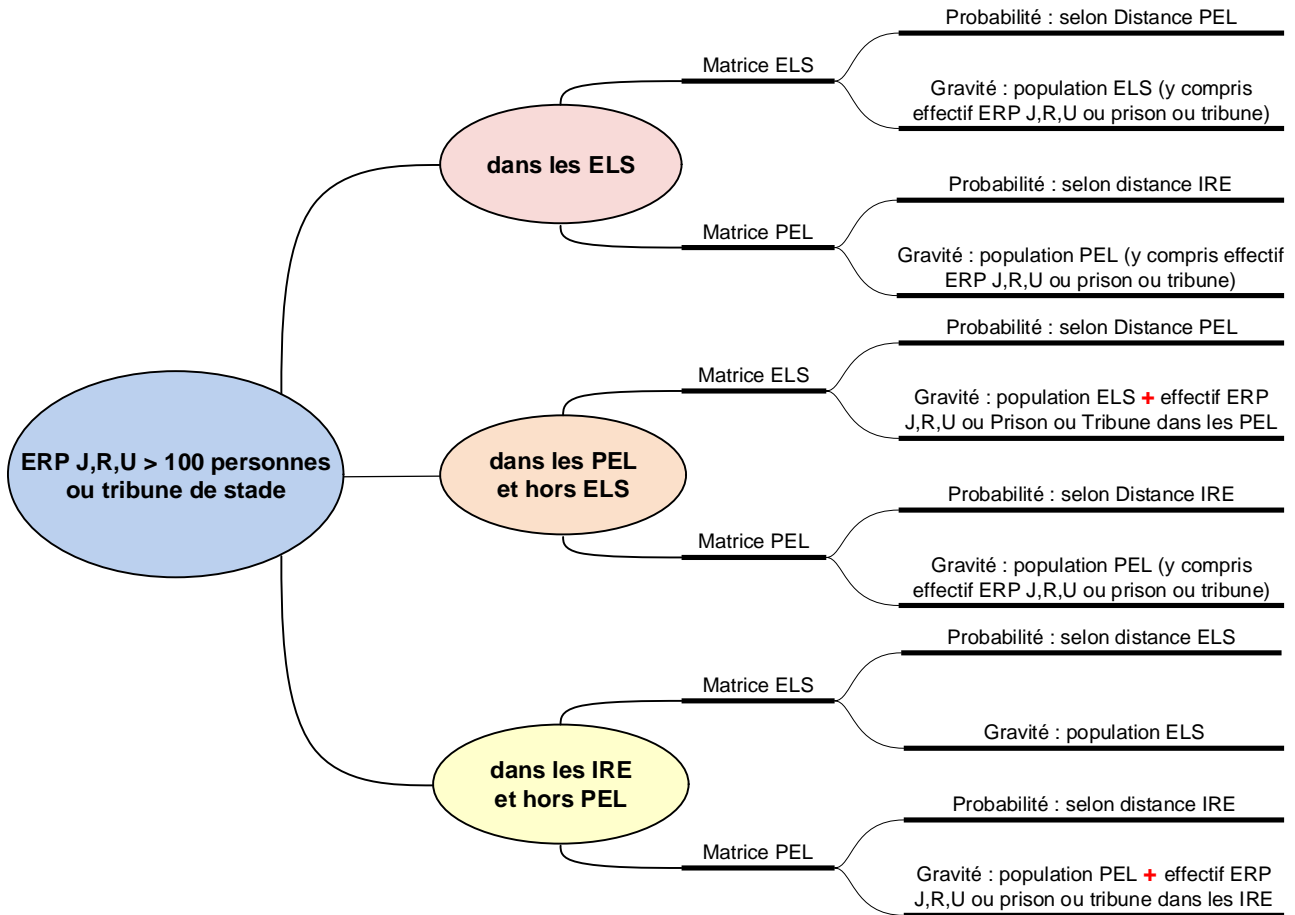 ERP J,R,U > 100 personnes
ou tribune de stade
dans les ELS
Matrice ELS
Probabilité : selon Distance PEL
Gravité : population ELS (y compris
effectif ERP J,R,U ou prison ou tribune)
Matrice PEL
Probabilité : selon distance IRE
Gravité : population PEL (y compris effectif
ERP J,R,U ou prison ou tribune)
dans les PEL
et hors ELS
Matrice ELS
Probabilité : selon Distance PEL
Gravité : population ELS + effectif ERP
J,R,U ou Prison ou Tribune dans les PEL
Matrice PEL
Probabilité : selon Distance IRE
Gravité : population PEL (y compris
effectif ERP J,R,U ou prison ou tribune)
dans les IRE
et hors PEL
Matrice ELS
Probabilité : selon distance ELS
Gravité : population ELS
Matrice PEL
Probabilité : selon distance IRE
Gravité : population PEL + effectif ERP
J,R,U ou prison ou tribune dans les IRE